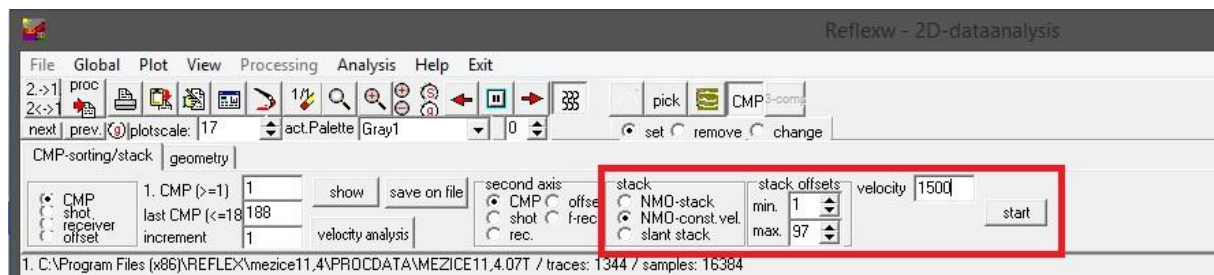 Reflexw - 2D-dataanalysis
File Global Plot View Processing Analysis Help Exit
2.->1 proc 1/2 S G pick CMP 3-comp
2<->1
next prev. (g) plotscale: 17 act.Palette Gray1 0 set remove change
CMP-sorting/stack geometry
CMP shot. receiver offset
1. CMP (>=1) 1
last CMP (<=18 188
increment 1
show save on file
velocity analysis
second axis
CMP offse
shot f-rec
rec.
stack
NMO-stack
NMO-const.vel.
slant stack
stack offsets
min. 1
max. 97
velocity 1500
start
1. C:\Program Files (x86)\REFLEX\mezice11,4\PROCDATA\MEZICE11,4.07T / traces: 1344 / samples: 16384